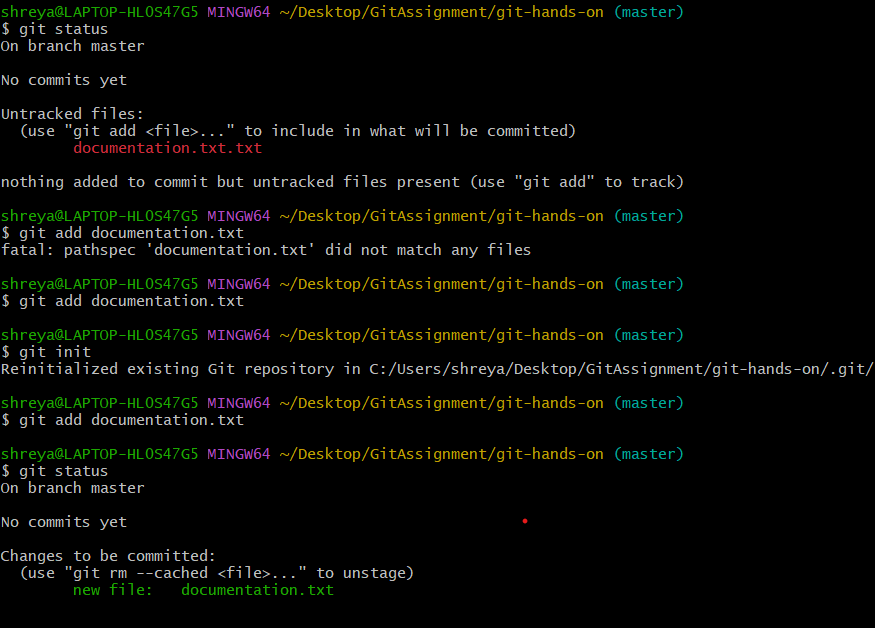 shreya@LAPTOP-HLOS47G5 MINGW64 ~/Desktop/GitAssignment/git-hands-on (master)
$ git status
On branch master
No commits yet
Untracked files:
(use "git add <file>..." to include in what will be committed)
documentation.txt.txt
nothing added to commit but untracked files present (use "git add" to track)
shreya@LAPTOP-HLOS47G5 MINGW64 ~/Desktop/GitAssignment/git-hands-on (master)
$ git add documentation.txt
fatal: pathspec 'documentation.txt' did not match any files
shreya@LAPTOP-HLOS47G5 MINGW64 ~/Desktop/GitAssignment/git-hands-on (master)
$ git add documentation.txt
shreya@LAPTOP-HLOS47G5 MINGW64 ~/Desktop/GitAssignment/git-hands-on (master)
$ git init
Reinitialized existing Git repository in C:/Users/shreya/Desktop/GitAssignment/git-hands-on/.git/
shreya@LAPTOP-HLOS47G5 MINGW64 ~/Desktop/GitAssignment/git-hands-on (master)
$ git add documentation.txt
shreya@LAPTOP-HLOS47G5 MINGW64 ~/Desktop/GitAssignment/git-hands-on (master)
$ git status
On branch master
No commits yet
Changes to be committed:
(use "git rm --cached <file>..." to unstage)
new file:   documentation.txt